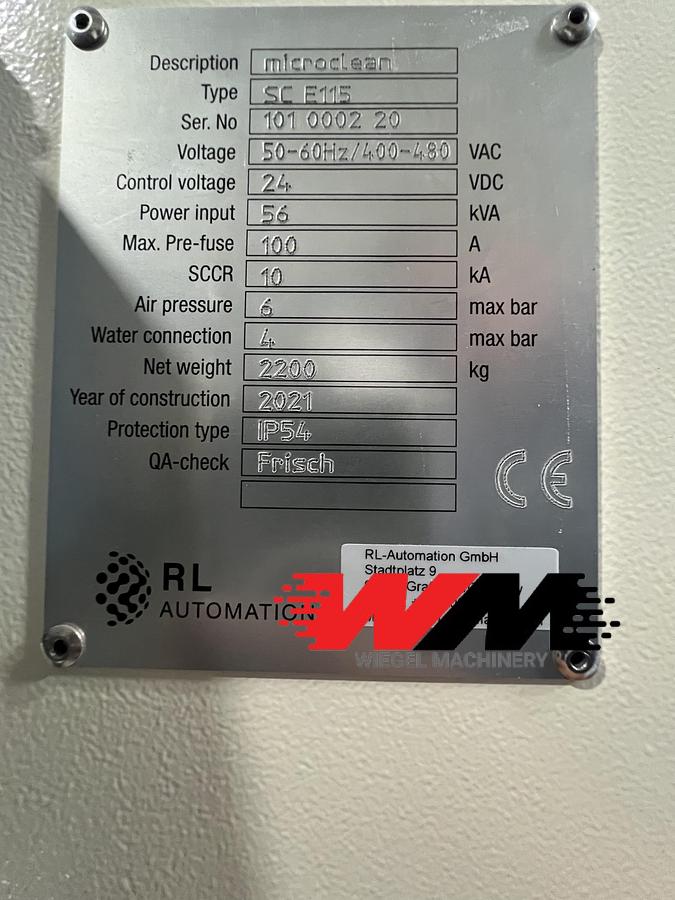 Description microclean
Type SC E115
Ser. No 101 0002 20
Voltage 50-60Hz/400-480 VAC
Control voltage 24 VDC
Power input 56 kVA
Max. Pre-fuse 100 A
SCCR 10 kA
Air pressure 6 max bar
Water connection 4 max bar
Net weight 2200 kg
Year of construction 2021
Protection type IP54
QA-check Frisch
CE
RL-Automation GmbH
Stadtplatz 9
RL
AUTOMATION
WM
WIEGEL MACHINERY